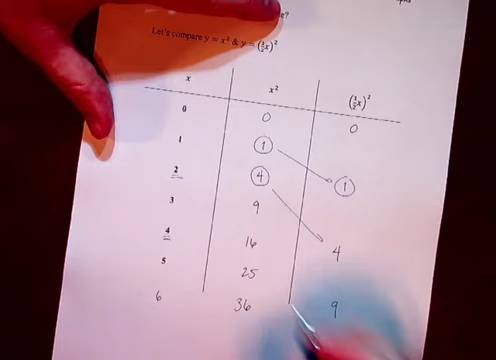 Let's compare y = x² & y = (½x)²
x x² (½x)²
0 0 0
1 1
2 4 1
3 9
4 16 4
5 25
6 36 9